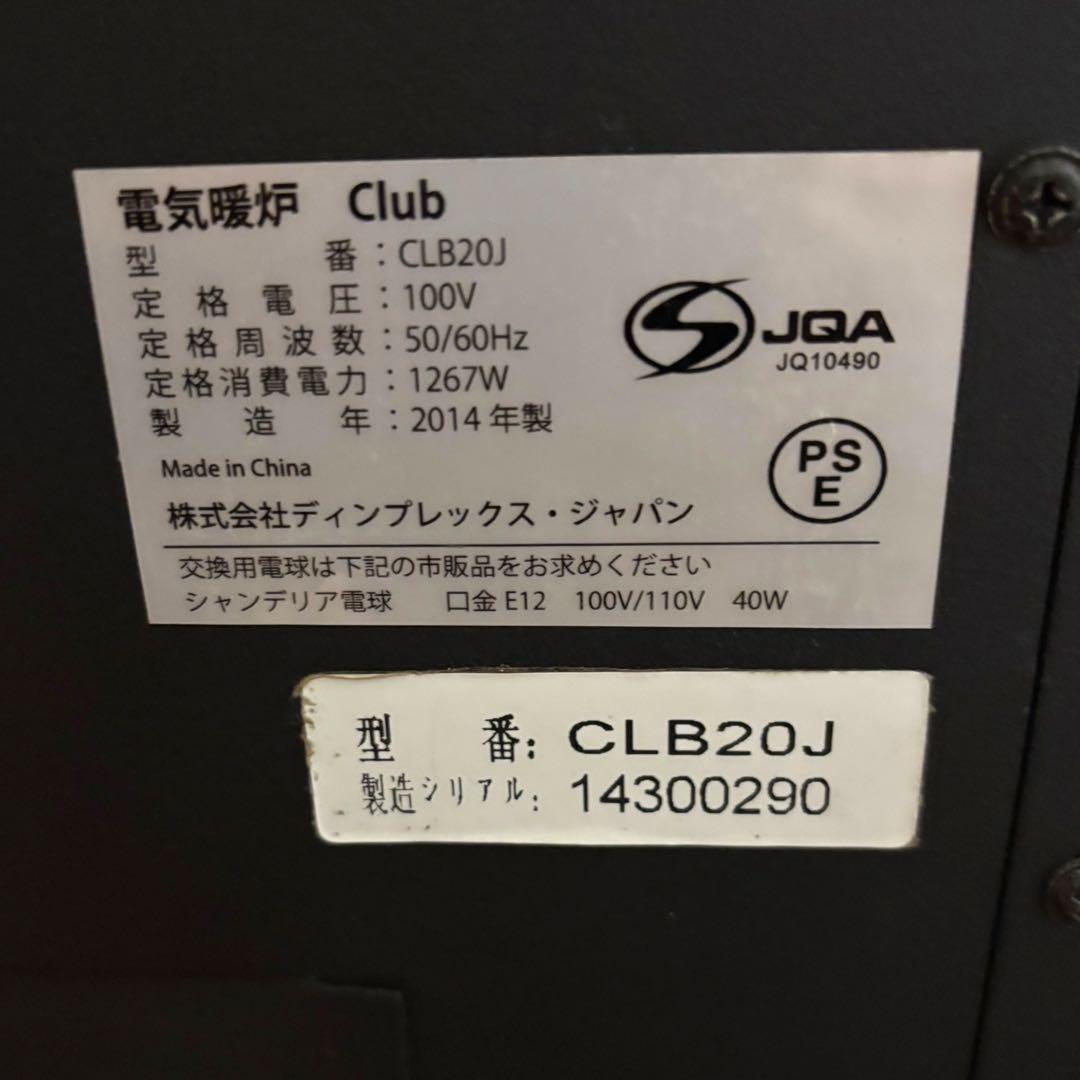 電気暖炉 Club
型番：CLB20J
定格電圧：100V
定格周波数：50/60Hz
定格消費電力：1267W
製造年：2014年製
Made in China
株式会社ディンプレックス・ジャパン
JQA
JQ10490
PS
E
交換用電球は下記の市販品をお求めください
シャンデリア電球 口金 E12 100V/110V 40W
型番: CLB20J
製造シリアル: 14300290